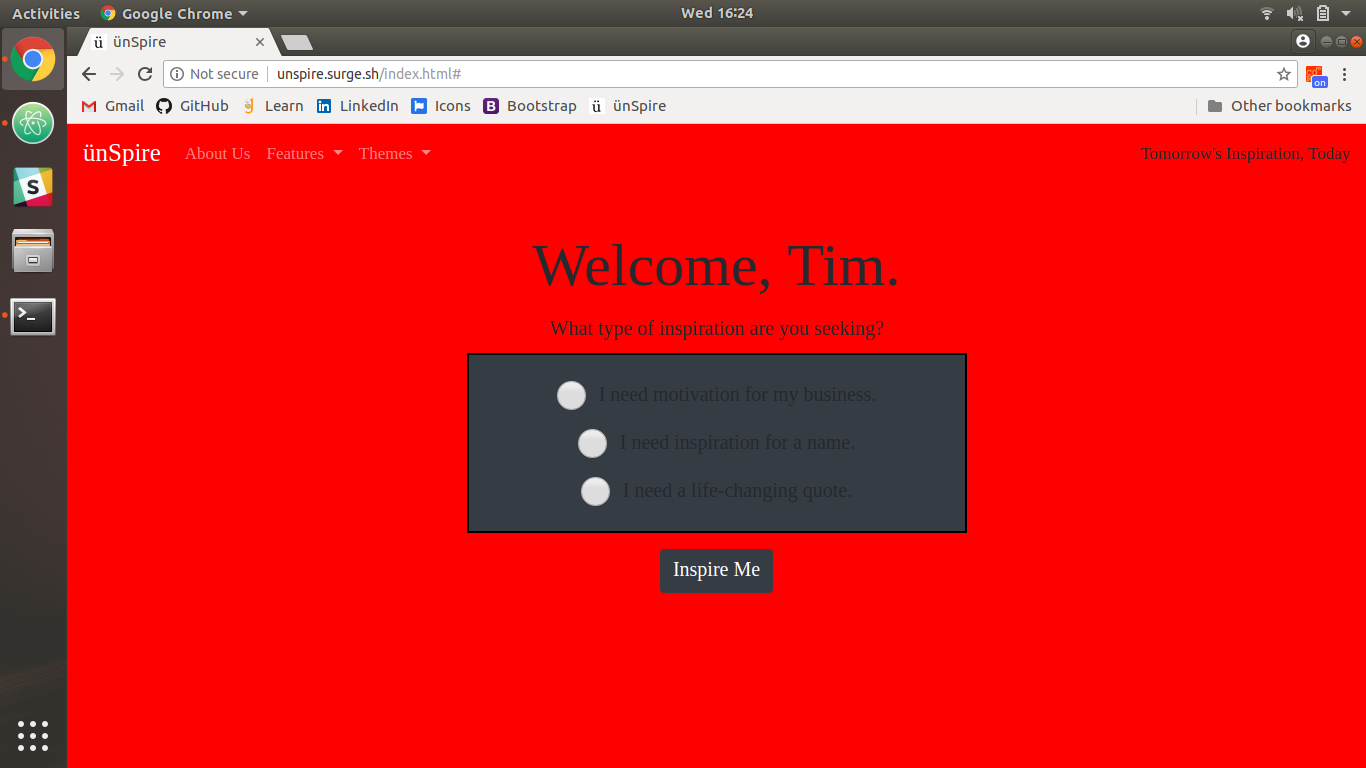 Activities Google Chrome Wed 16:24
ü ünSpire
Not secure unspire.surge.sh/index.html# on
Gmail GitHub Learn LinkedIn Icons B Bootstrap ü ünSpire Other bookmarks
ünSpire About Us Features Themes Tomorrow's Inspiration, Today
Welcome, Tim.
What type of inspiration are you seeking?
I need motivation for my business.
I need inspiration for a name.
I need a life-changing quote.
Inspire Me